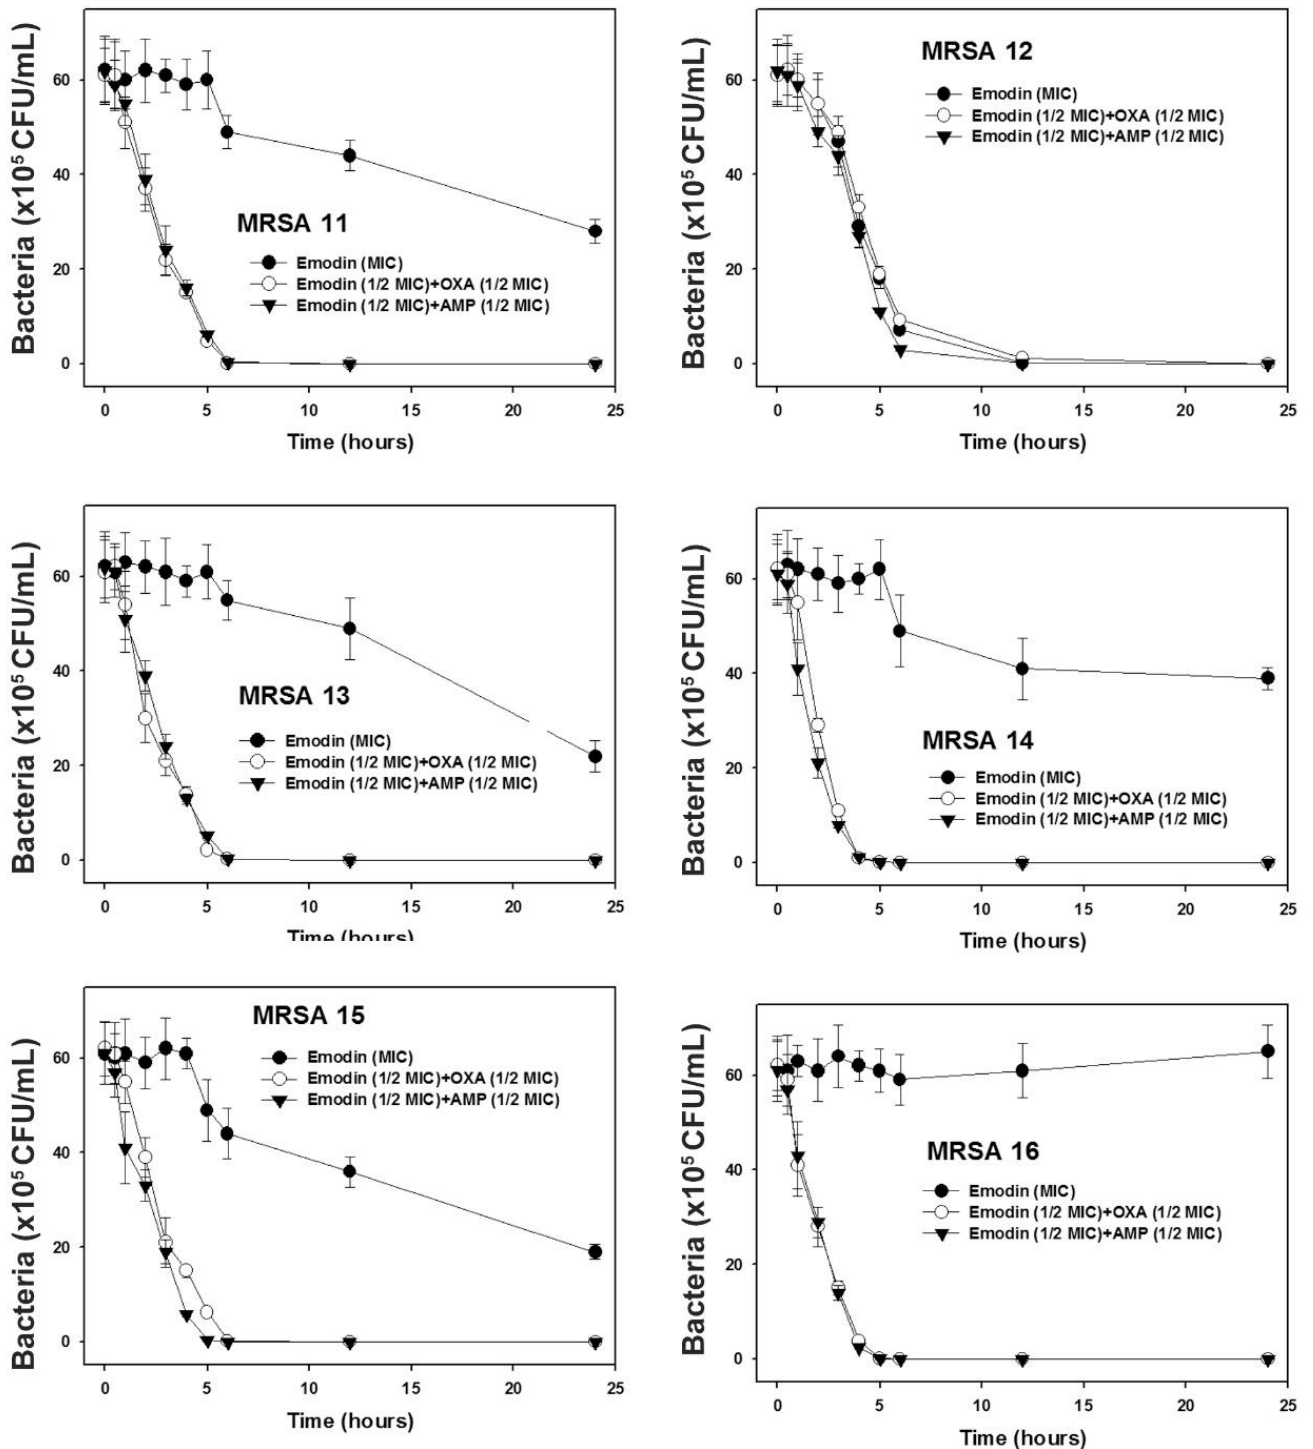 Bacteria (x10⁵ CFU/mL)
60
40
20
0
MRSA 11
Emodin (MIC)
Emodin (1/2 MIC)+OXA (1/2 MIC)
Emodin (1/2 MIC)+AMP (1/2 MIC)
0 5 10 15 20 25
Time (hours)
Bacteria (x10⁵ CFU/mL)
60
40
20
0
MRSA 12
Emodin (MIC)
Emodin (1/2 MIC)+OXA (1/2 MIC)
Emodin (1/2 MIC)+AMP (1/2 MIC)
0 5 10 15 20 25
Time (hours)
Bacteria (x10⁵ CFU/mL)
60
40
20
0
MRSA 13
Emodin (MIC)
Emodin (1/2 MIC)+OXA (1/2 MIC)
Emodin (1/2 MIC)+AMP (1/2 MIC)
0 5 10 15 20 25
Time (hours)
Bacteria (x10⁵ CFU/mL)
60
40
20
0
MRSA 14
Emodin (MIC)
Emodin (1/2 MIC)+OXA (1/2 MIC)
Emodin (1/2 MIC)+AMP (1/2 MIC)
0 5 10 15 20 25
Time (hours)
Bacteria (x10⁵ CFU/mL)
60
40
20
0
MRSA 15
Emodin (MIC)
Emodin (1/2 MIC)+OXA (1/2 MIC)
Emodin (1/2 MIC)+AMP (1/2 MIC)
0 5 10 15 20 25
Time (hours)
Bacteria (x10⁵ CFU/mL)
60
40
20
0
MRSA 16
Emodin (MIC)
Emodin (1/2 MIC)+OXA (1/2 MIC)
Emodin (1/2 MIC)+AMP (1/2 MIC)
0 5 10 15 20 25
Time (hours)